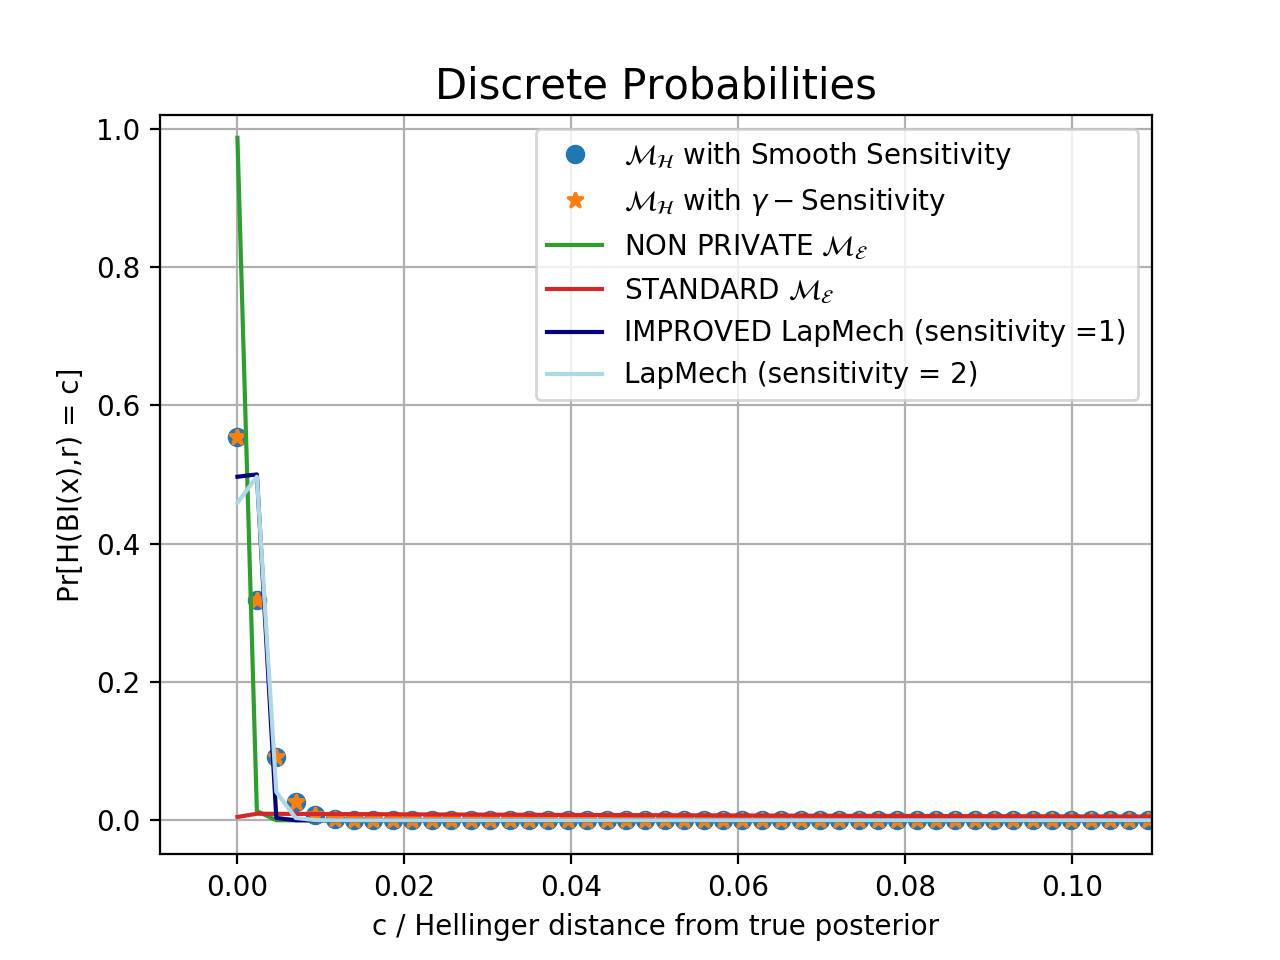 Discrete Probabilities
1.0
0.8
0.6
0.4
0.2
0.0
Pr[H(BI(x),r) = c]
ℳ_ℋ with Smooth Sensitivity
ℳ_ℋ with γ − Sensitivity
NON PRIVATE ℳ_ℰ
STANDARD ℳ_ℰ
IMPROVED LapMech (sensitivity =1)
LapMech (sensitivity = 2)
0.00 0.02 0.04 0.06 0.08 0.10
c / Hellinger distance from true posterior